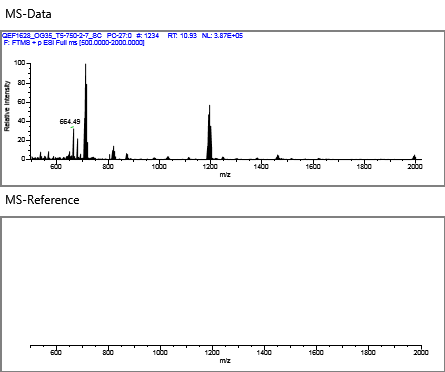 MS-Data
QEF1628_OG35_T5-750-2-7_BC PC-27:0 #: 1234 RT: 10.93 NL: 3.87E+05
F: FTMS + p ESI Full ms [500.0000-2000.0000]
Relative Intensity
100
80
60
40
20
0
664.49
600 800 1000 1200 1400 1600 1800 2000
m/z
MS-Reference
600 800 1000 1200 1400 1600 1800 2000
m/z